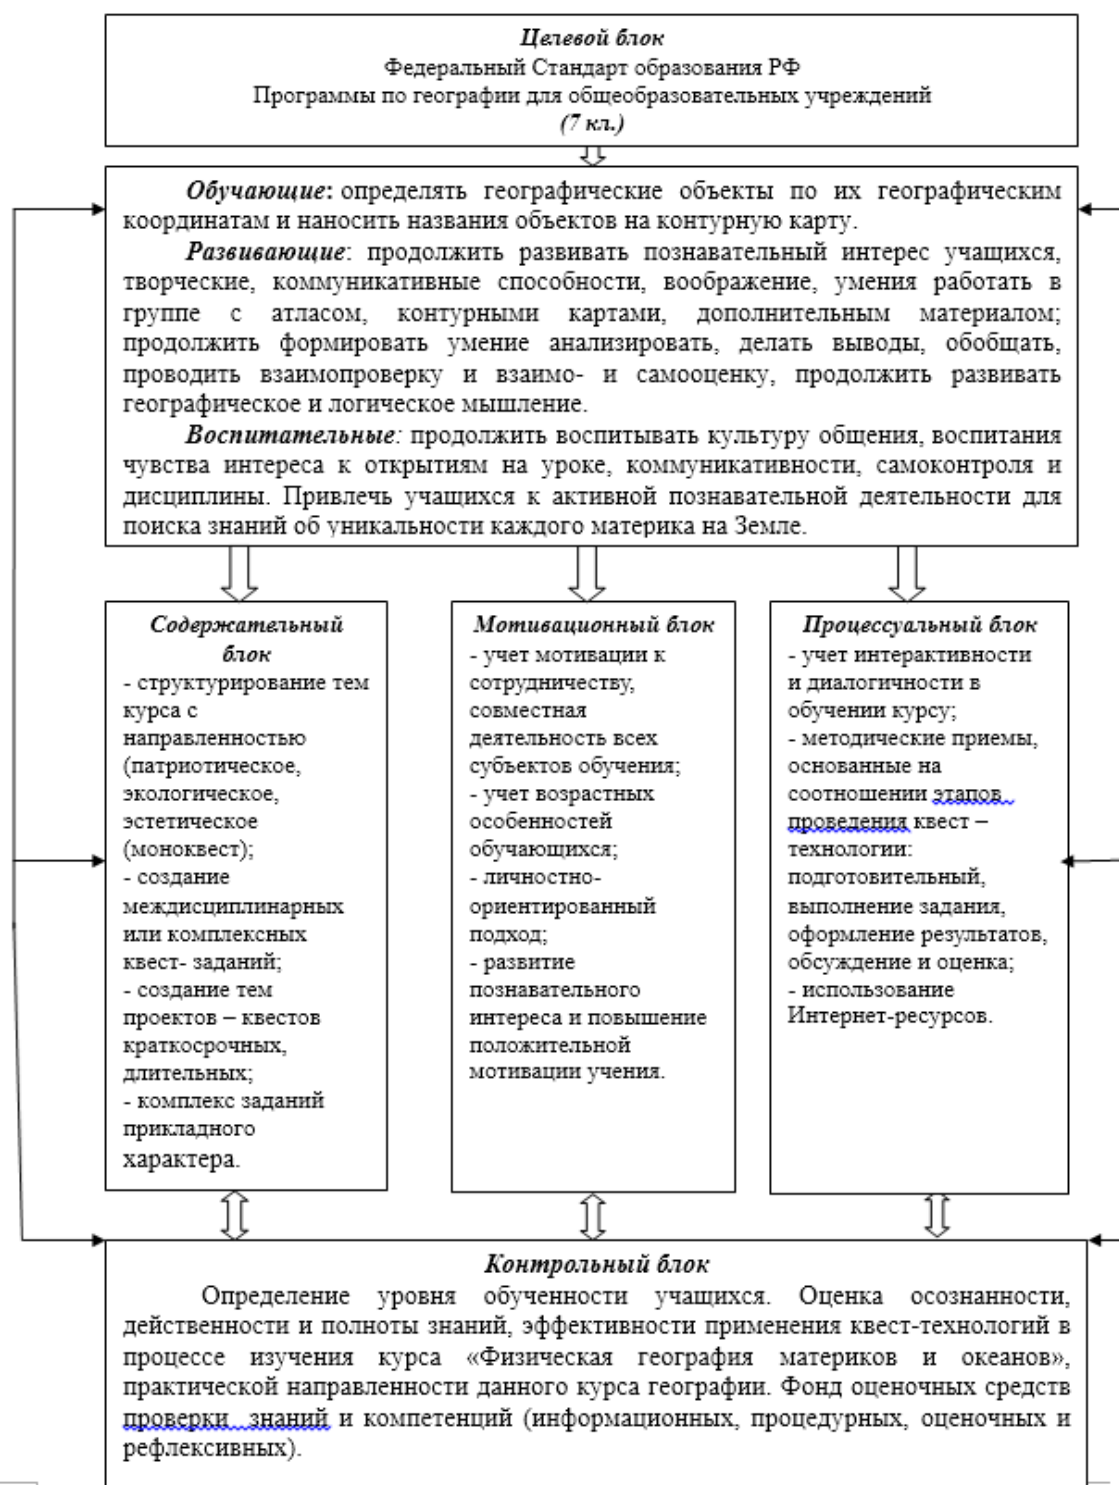 Целевой блок
Федеральный Стандарт образования РФ
Программы по географии для общеобразовательных учреждений
(7 кл.)
Обучающие: определять географические объекты по их географическим
координатам и наносить названия объектов на контурную карту.
Развивающие: продолжить развивать познавательный интерес учащихся,
творческие, коммуникативные способности, воображение, умения работать в
группе с атласом, контурными картами, дополнительным материалом;
продолжить формировать умение анализировать, делать выводы, обобщать,
проводить взаимопроверку и взаимо- и самооценку, продолжить развивать
географическое и логическое мышление.
Воспитательные: продолжить воспитывать культуру общения, воспитания
чувства интереса к открытиям на уроке, коммуникативности, самоконтроля и
дисциплины. Привлечь учащихся к активной познавательной деятельности для
поиска знаний об уникальности каждого материка на Земле.
Содержательный
блок
- структурирование тем
курса с
направленностью
(патриотическое,
экологическое,
эстетическое
(моноквест);
- создание
междисциплинарных
или комплексных
квест- заданий;
- создание тем
проектов – квестов
краткосрочных,
длительных;
- комплекс заданий
прикладного
характера.
Мотивационный блок
- учет мотивации к
сотрудничеству,
совместная
деятельность всех
субъектов обучения;
- учет возрастных
особенностей
обучающихся;
- личностно-
ориентированный
подход;
- развитие
познавательного
интереса и повышение
положительной
мотивации учения.
Процессуальный блок
- учет интерактивности
и диалогичности в
обучении курсу;
- методические приемы,
основанные на
соотношении этапов
проведения квест –
технологии:
подготовительный,
выполнение задания,
оформление результатов,
обсуждение и оценка;
- использование
Интернет-ресурсов.
Контрольный блок
Определение уровня обученности учащихся. Оценка осознанности,
действенности и полноты знаний, эффективности применения квест-технологий в
процессе изучения курса «Физическая география материков и океанов»,
практической направленности данного курса географии. Фонд оценочных средств
проверки знаний и компетенций (информационных, процедурных, оценочных и
рефлексивных).